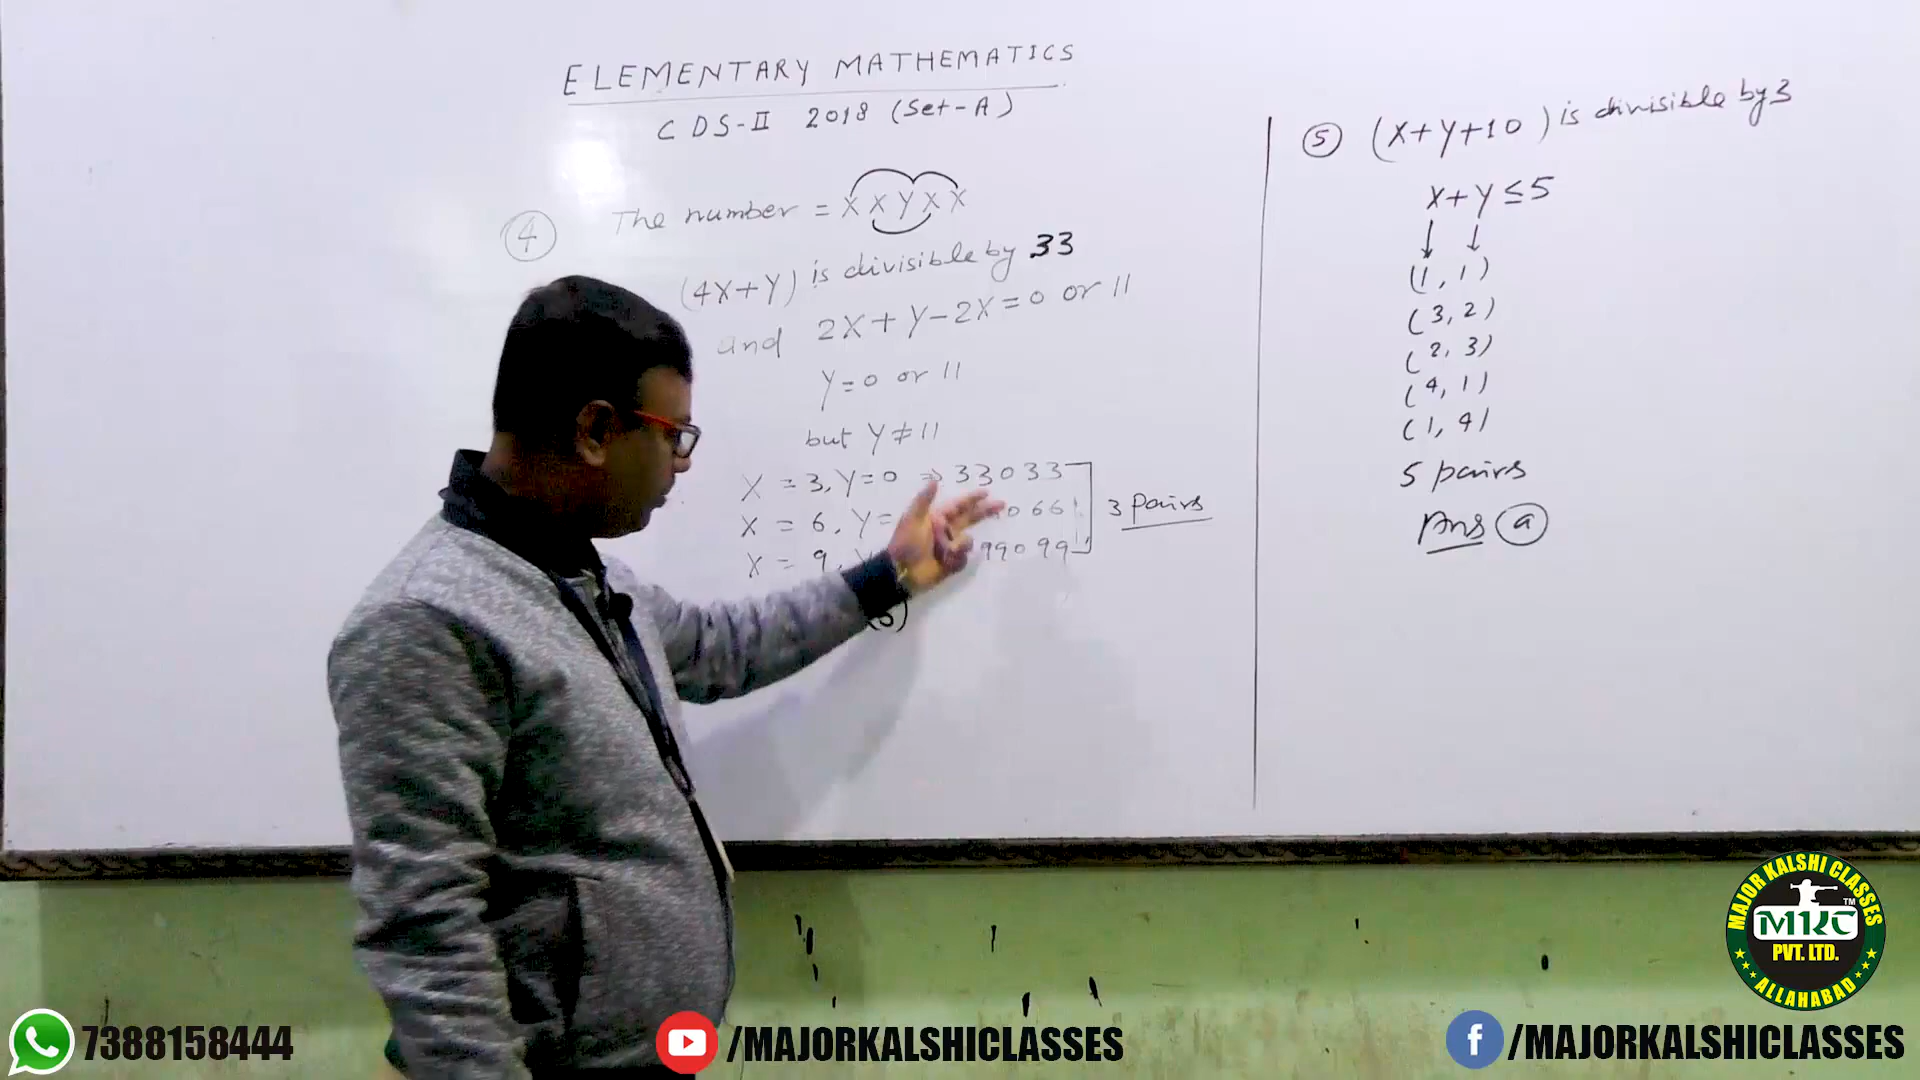 ELEMENTARY MATHEMATICS
CDS-II 2018 (Set-A)
④ The number = XXYXX
(4X+Y) is divisible by 33
and 2X+Y-2X=0 or 11
Y=0 or 11
but Y≠11
X = 3, Y=0 ⇒ 33033
X = 6, Y= 066
X = 9, 99099
3 pairs
⑤ (X+Y+10) is divisible by 3
X+Y≤5
↓ ↓
(1, 1)
(3, 2)
(2, 3)
(4, 1)
(1, 4)
5 pairs
Ans ⓐ
MAJOR KALSHI CLASSES
MKC TM
PVT. LTD.
ALLAHABAD
7388158444
/MAJORKALSHICLASSES
f /MAJORKALSHICLASSES